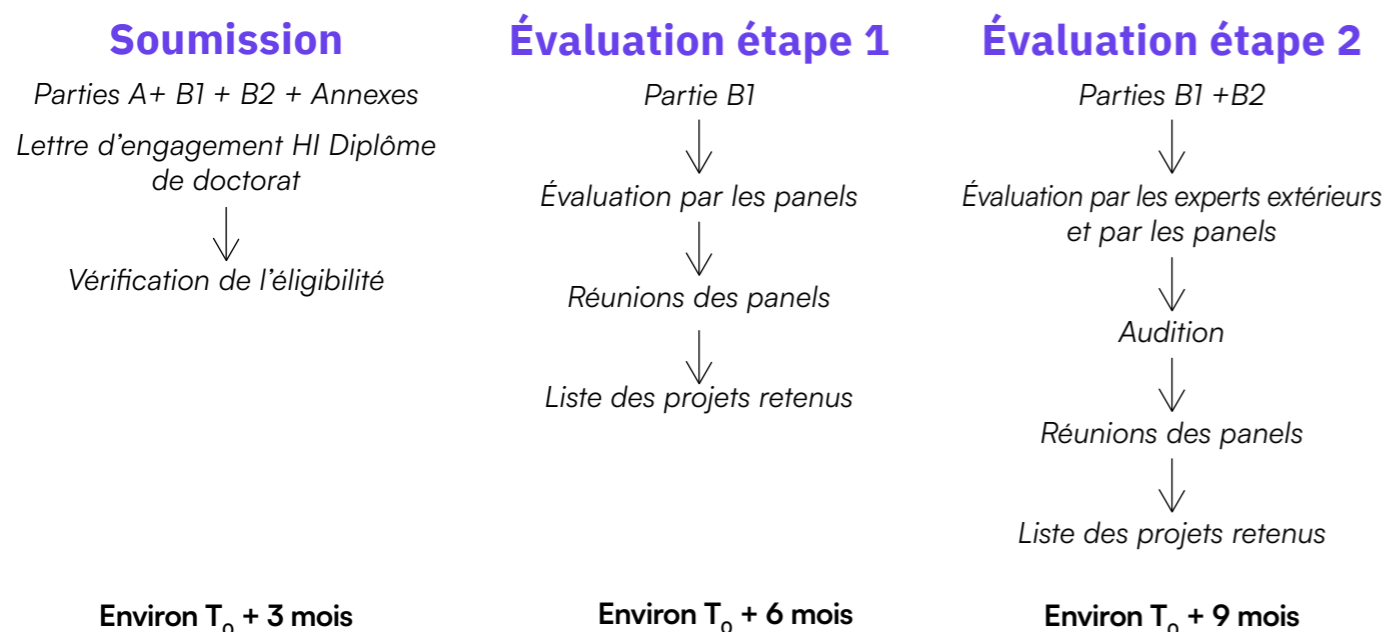 Soumission
Parties A+ B1 + B2 + Annexes
Lettre d'engagement HI Diplôme
de doctorat
Vérification de l'éligibilité
Environ T₀ + 3 mois
Évaluation étape 1
Partie B1
Évaluation par les panels
Réunions des panels
Liste des projets retenus
Environ T₀ + 6 mois
Évaluation étape 2
Parties B1 +B2
Évaluation par les experts extérieurs
et par les panels
Audition
Réunions des panels
Liste des projets retenus
Environ T₀ + 9 mois